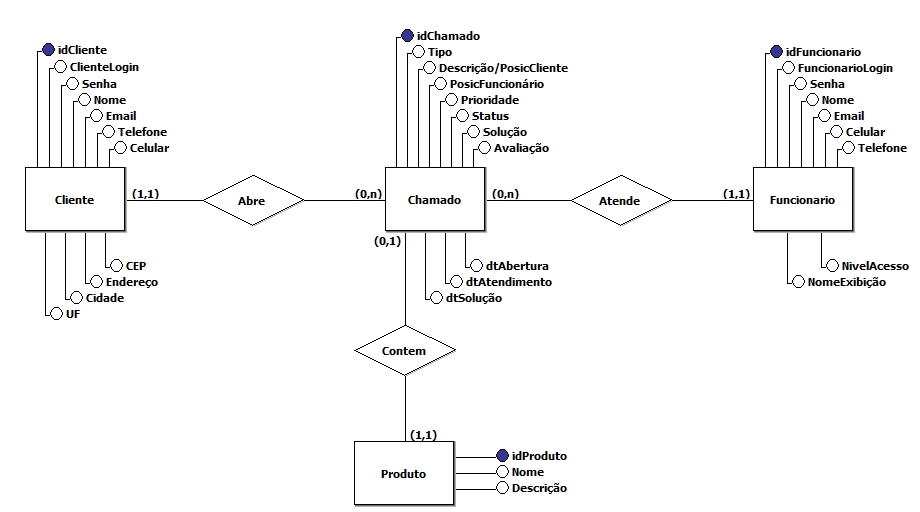 idCliente
ClienteLogin
Senha
Nome
Email
Telefone
Celular
Cliente
CEP
Endereço
Cidade
UF
(1,1)
Abre
(0,n)
idChamado
Tipo
Descrição/PosicCliente
PosicFuncionário
Prioridade
Status
Solução
Avaliação
Chamado
(0,1)
dtAbertura
dtAtendimento
dtSolução
(0,n)
Atende
(1,1)
idFuncionario
FuncionarioLogin
Senha
Nome
Email
Celular
Telefone
Funcionario
NivelAcesso
NomeExibição
Contem
(1,1)
Produto
idProduto
Nome
Descrição